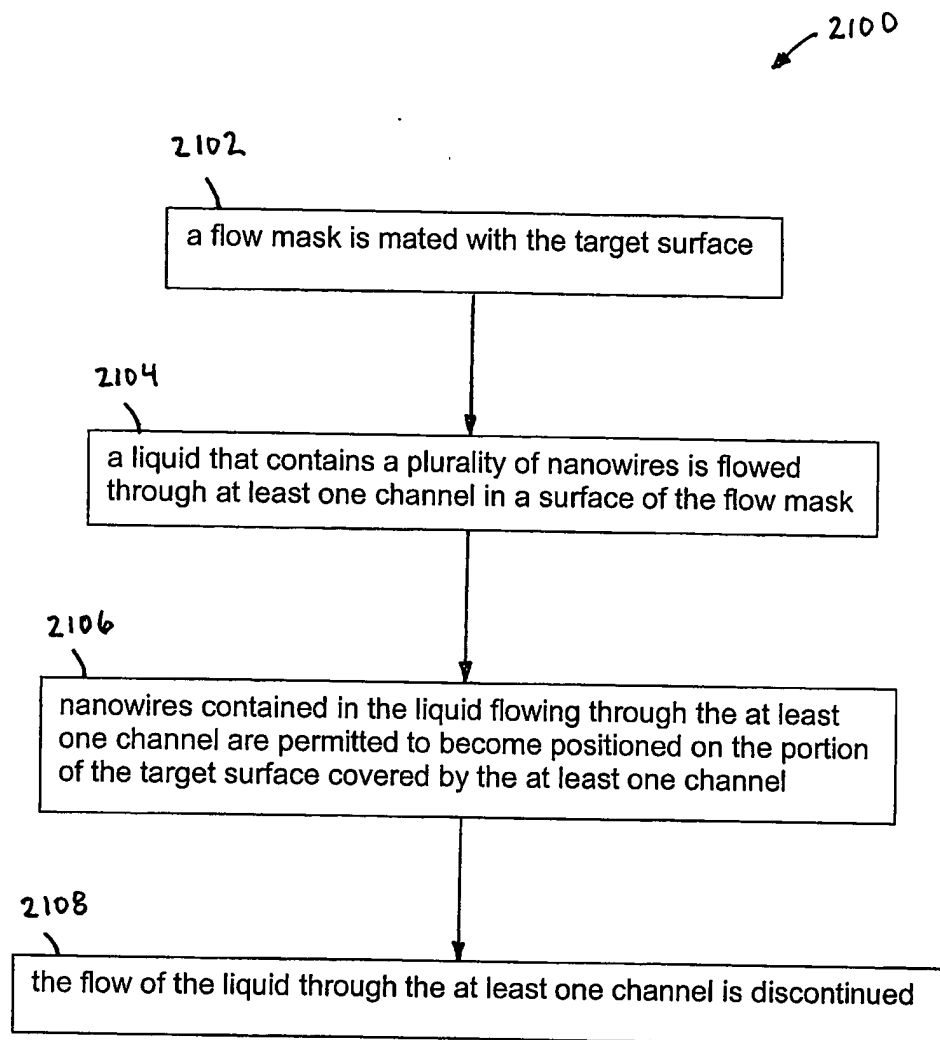 2100
2102
a flow mask is mated with the target surface
2104
a liquid that contains a plurality of nanowires is flowed
through at least one channel in a surface of the flow mask
2106
nanowires contained in the liquid flowing through the at least
one channel are permitted to become positioned on the portion
of the target surface covered by the at least one channel
2108
the flow of the liquid through the at least one channel is discontinued